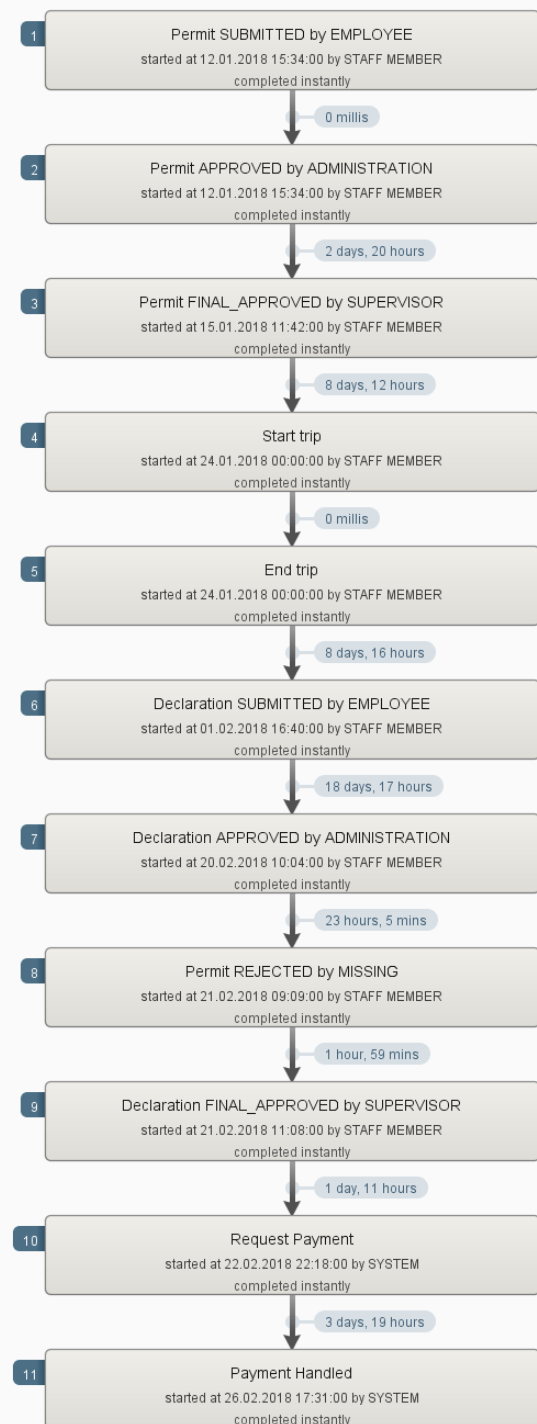 1
Permit SUBMITTED by EMPLOYEE
started at 12.01.2018 15:34:00 by STAFF MEMBER
completed instantly
0 millis
2
Permit APPROVED by ADMINISTRATION
started at 12.01.2018 15:34:00 by STAFF MEMBER
completed instantly
2 days, 20 hours
3
Permit FINAL_APPROVED by SUPERVISOR
started at 15.01.2018 11:42:00 by STAFF MEMBER
completed instantly
8 days, 12 hours
4
Start trip
started at 24.01.2018 00:00:00 by STAFF MEMBER
completed instantly
0 millis
5
End trip
started at 24.01.2018 00:00:00 by STAFF MEMBER
completed instantly
8 days, 16 hours
6
Declaration SUBMITTED by EMPLOYEE
started at 01.02.2018 16:40:00 by STAFF MEMBER
completed instantly
18 days, 17 hours
7
Declaration APPROVED by ADMINISTRATION
started at 20.02.2018 10:04:00 by STAFF MEMBER
completed instantly
23 hours, 5 mins
8
Permit REJECTED by MISSING
started at 21.02.2018 09:09:00 by STAFF MEMBER
completed instantly
1 hour, 59 mins
9
Declaration FINAL_APPROVED by SUPERVISOR
started at 21.02.2018 11:08:00 by STAFF MEMBER
completed instantly
1 day, 11 hours
10
Request Payment
started at 22.02.2018 22:18:00 by SYSTEM
completed instantly
3 days, 19 hours
11
Payment Handled
started at 26.02.2018 17:31:00 by SYSTEM
completed instantly